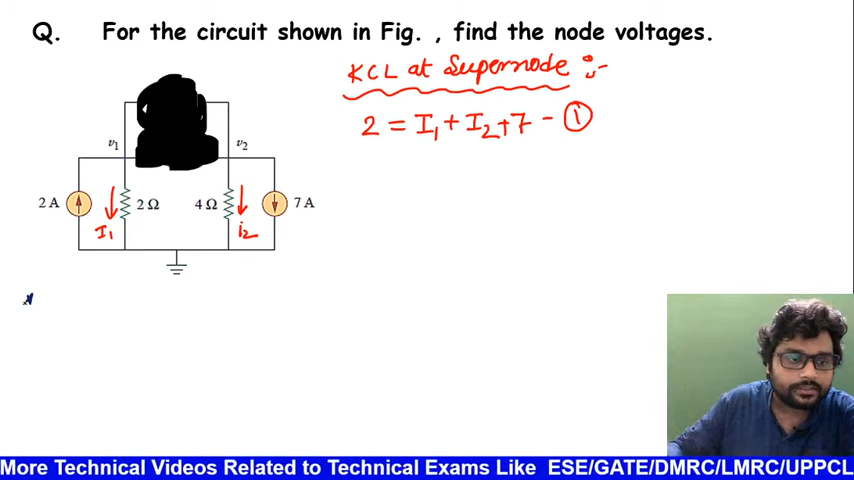 Q. For the circuit shown in Fig. , find the node voltages.
KCL at Supernode :-
2 = I1 + I2 + 7 - ①
v1
v2
2 A
2 Ω
4 Ω
7 A
I1
i2
More Technical Videos Related to Technical Exams Like ESE/GATE/DMRC/LMRC/UPPCL